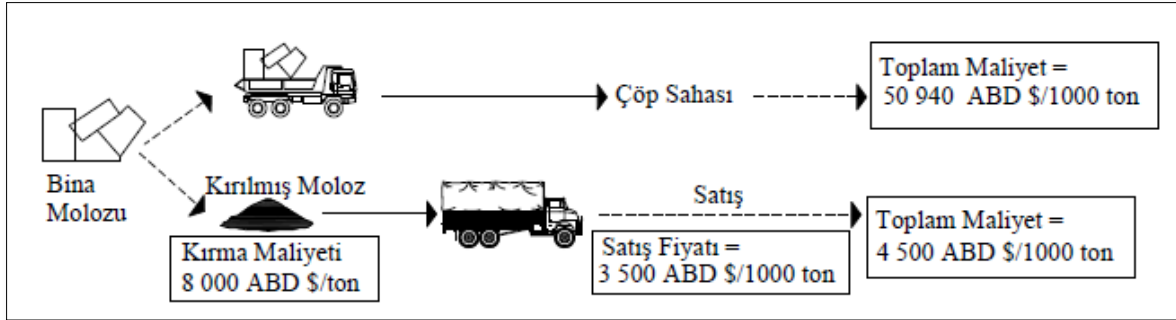 Toplam Maliyet =
50 940 ABD $/1000 ton
Çöp Sahası
Bina
Molozu
Kırılmış Moloz
Kırma Maliyeti
8 000 ABD $/ton
Satış
Satış Fiyatı =
3 500 ABD $/1000 ton
Toplam Maliyet =
4 500 ABD $/1000 ton